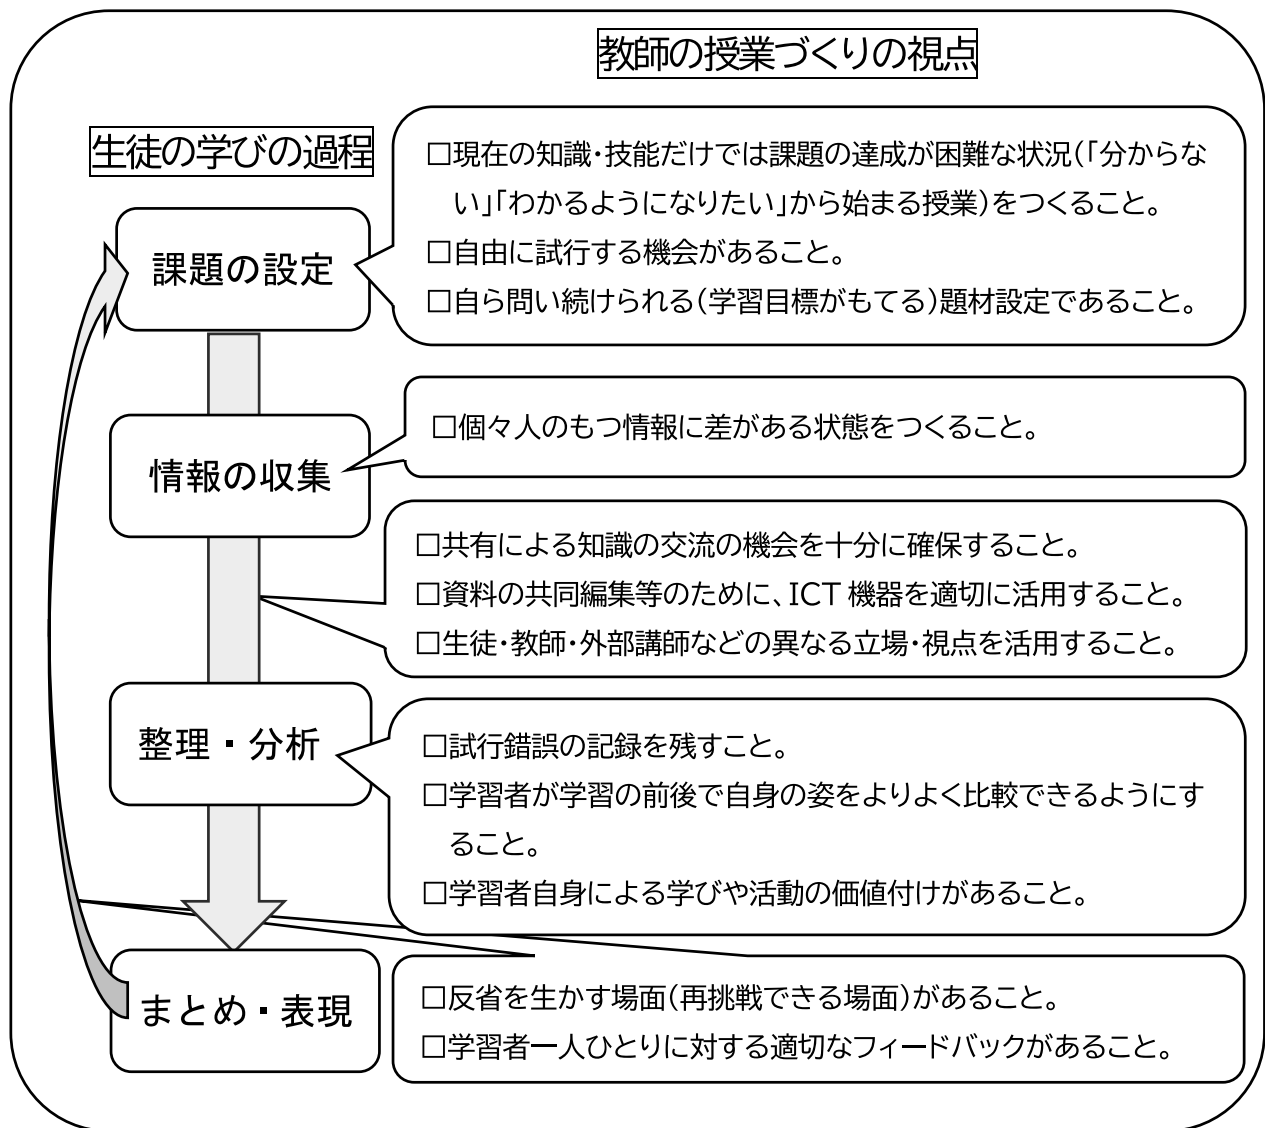 教師の授業づくりの視点
生徒の学びの過程
□現在の知識・技能だけでは課題の達成が困難な状況(「分からな
い」「わかるようになりたい」から始まる授業)をつくること。
□自由に試行する機会があること。
□自ら問い続けられる(学習目標がもてる)題材設定であること。
課題の設定
□個々人のもつ情報に差がある状態をつくること。
情報の収集
□共有による知識の交流の機会を十分に確保すること。
□資料の共同編集等のために、ICT 機器を適切に活用すること。
□生徒・教師・外部講師などの異なる立場・視点を活用すること。
整理・分析
□試行錯誤の記録を残すこと。
□学習者が学習の前後で自身の姿をよりよく比較できるようにす
ること。
□学習者自身による学びや活動の価値付けがあること。
まとめ・表現
□反省を生かす場面(再挑戦できる場面)があること。
□学習者一人ひとりに対する適切なフィードバックがあること。